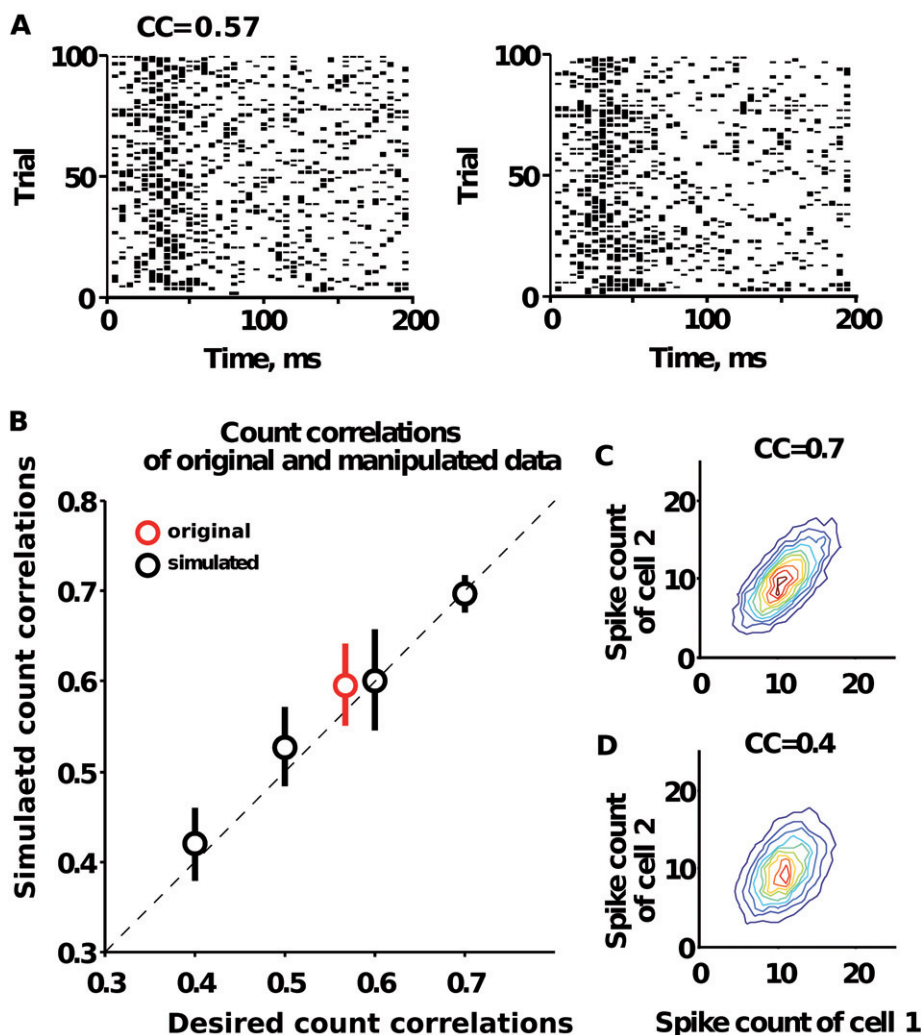 A
CC=0.57
100
50
0
Trial
0
100
200
Time, ms
100
50
0
Trial
0
100
200
Time, ms
B
Count correlations
of original and manipulated data
Simulaetd count correlations
0.8
0.7
0.6
0.5
0.4
0.3
original
simulated
0.3
0.4
0.5
0.6
0.7
Desired count correlations
C
CC=0.7
Spike count
of cell 2
20
10
0
0
10
20
D
CC=0.4
Spike count
of cell 2
20
10
0
0
10
20
Spike count of cell 1